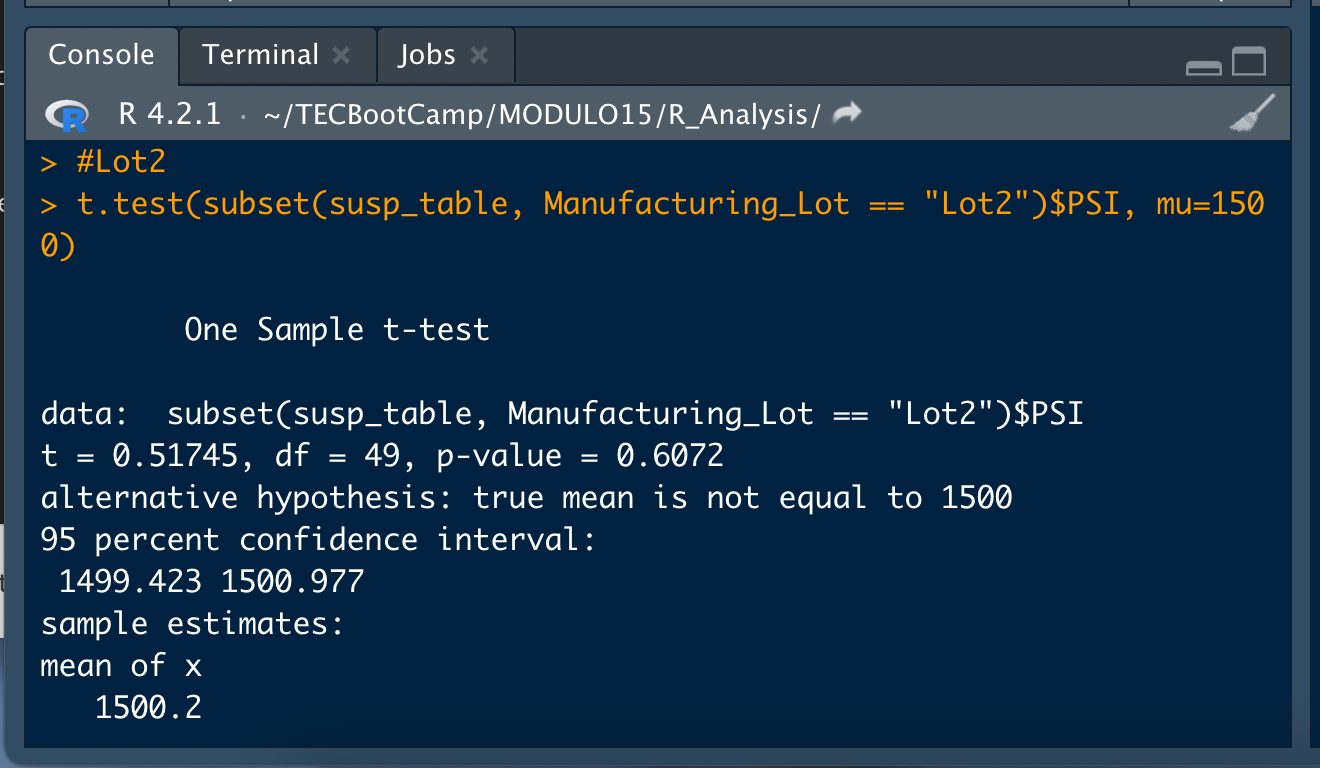 Console Terminal Jobs
R 4.2.1 · ~/TECBootCamp/MODULO15/R_Analysis/
> #Lot2
> t.test(subset(susp_table, Manufacturing_Lot == "Lot2")$PSI, mu=150
0)
One Sample t-test
data:  subset(susp_table, Manufacturing_Lot == "Lot2")$PSI
t = 0.51745, df = 49, p-value = 0.6072
alternative hypothesis: true mean is not equal to 1500
95 percent confidence interval:
1499.423 1500.977
sample estimates:
mean of x
1500.2